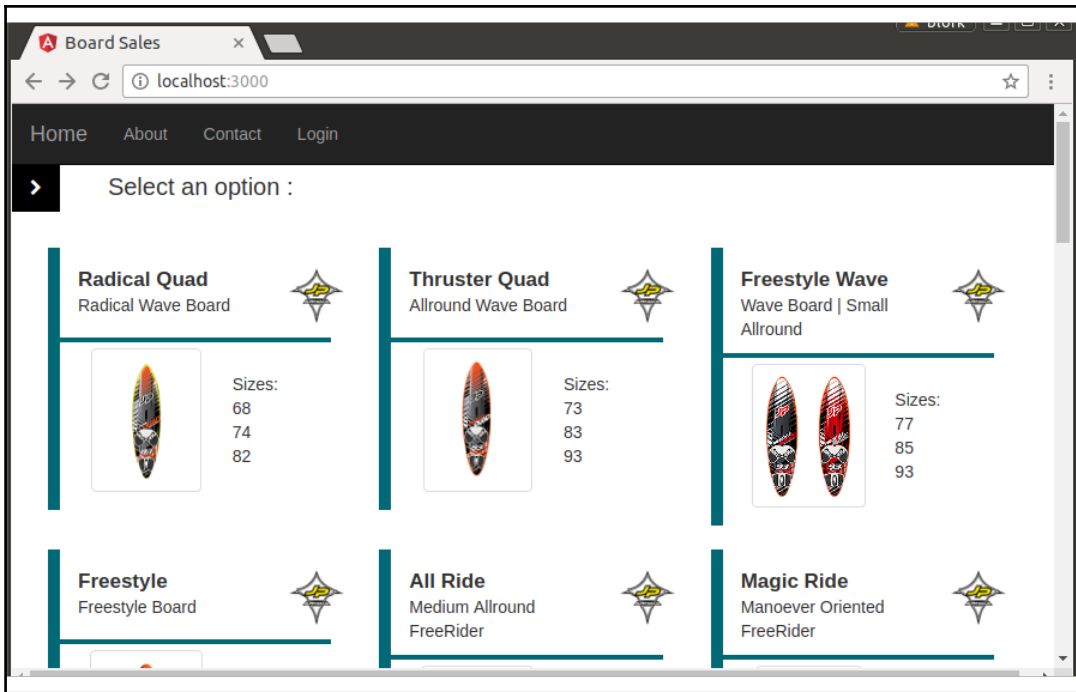 Board Sales
localhost:3000
Home About Contact Login
Select an option :
Radical Quad
Radical Wave Board
Sizes:
68
74
82
Thruster Quad
Allround Wave Board
Sizes:
73
83
93
Freestyle Wave
Wave Board | Small
Allround
Sizes:
77
85
93
Freestyle
Freestyle Board
All Ride
Medium Allround
FreeRider
Magic Ride
Manoever Oriented
FreeRider